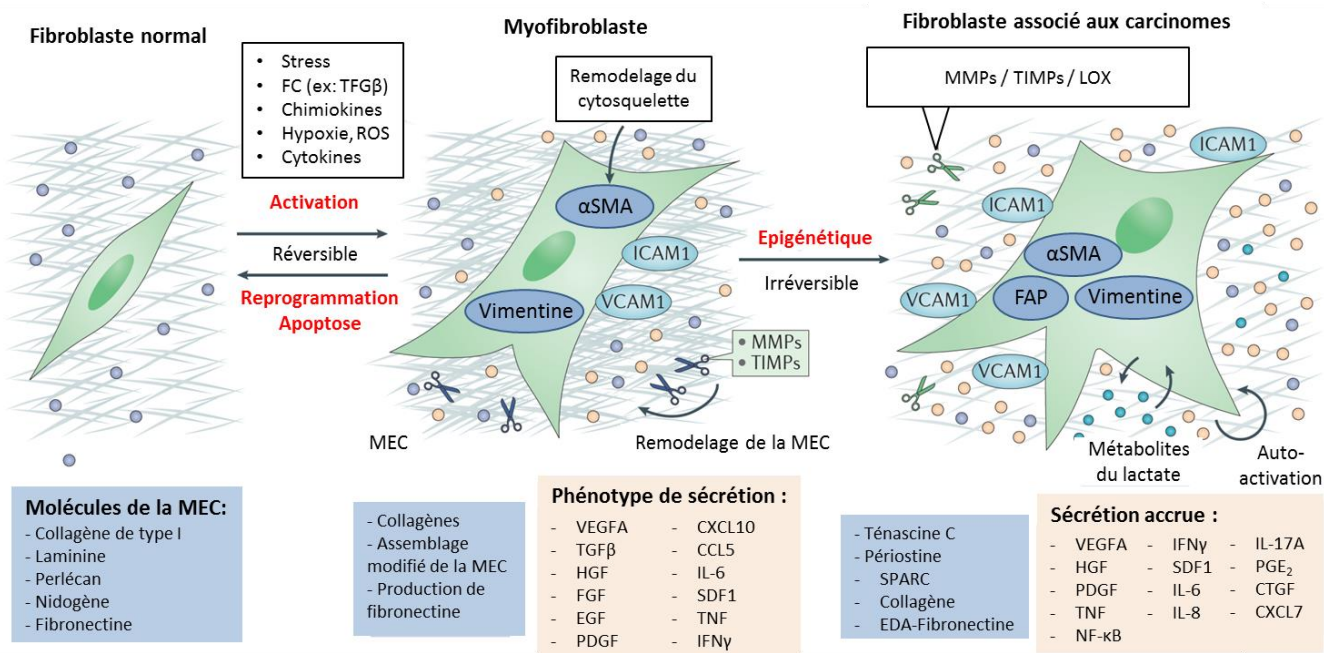 Fibroblaste normal
• Stress
• FC (ex: TFGβ)
• Chimiokines
• Hypoxie, ROS
• Cytokines
Activation
Réversible
Reprogrammation
Apoptose
Myofibroblaste
Remodelage du
cytosquelette
αSMA
ICAM1
VCAM1
Vimentine
• MMPs
• TIMPs
MEC
Remodelage de la MEC
Epigénétique
Irréversible
Fibroblaste associé aux carcinomes
MMPs / TIMPs / LOX
ICAM1
ICAM1
αSMA
VCAM1
FAP
Vimentine
VCAM1
Métabolites
du lactate
Auto-
activation
Molécules de la MEC:
- Collagène de type I
- Laminine
- Perlécan
- Nidogène
- Fibronectine
- Collagènes
- Assemblage
modifié de la MEC
- Production de
fibronectine
Phénotype de sécrétion :
- VEGFA - CXCL10
- TGFβ - CCL5
- HGF - IL-6
- FGF - SDF1
- EGF - TNF
- PDGF - IFNγ
- Ténascine C
- Périostine
- SPARC
- Collagène
- EDA-Fibronectine
Sécrétion accrue :
- VEGFA - IFNγ - IL-17A
- HGF - SDF1 - PGE₂
- PDGF - IL-6 - CTGF
- TNF - IL-8 - CXCL7
- NF-κB